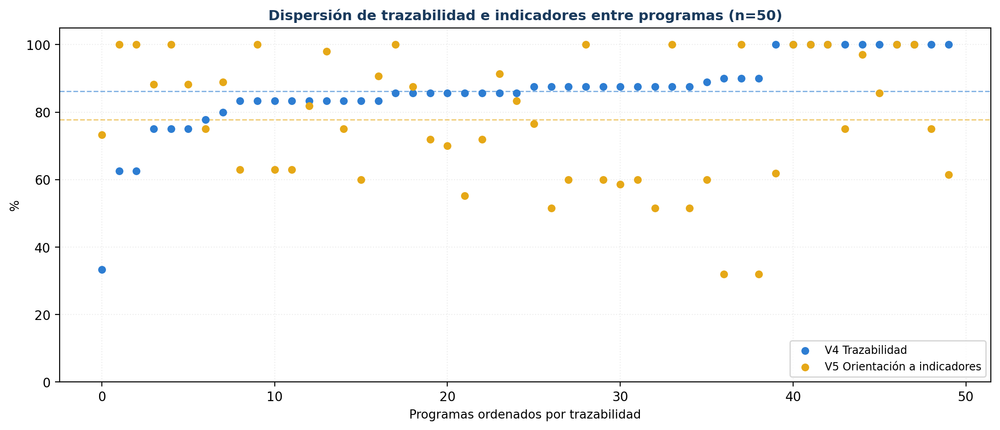 Dispersión de trazabilidad e indicadores entre programas (n=50)
100
80
60
40
20
0
%
0 10 20 30 40 50
Programas ordenados por trazabilidad
V4 Trazabilidad
V5 Orientación a indicadores